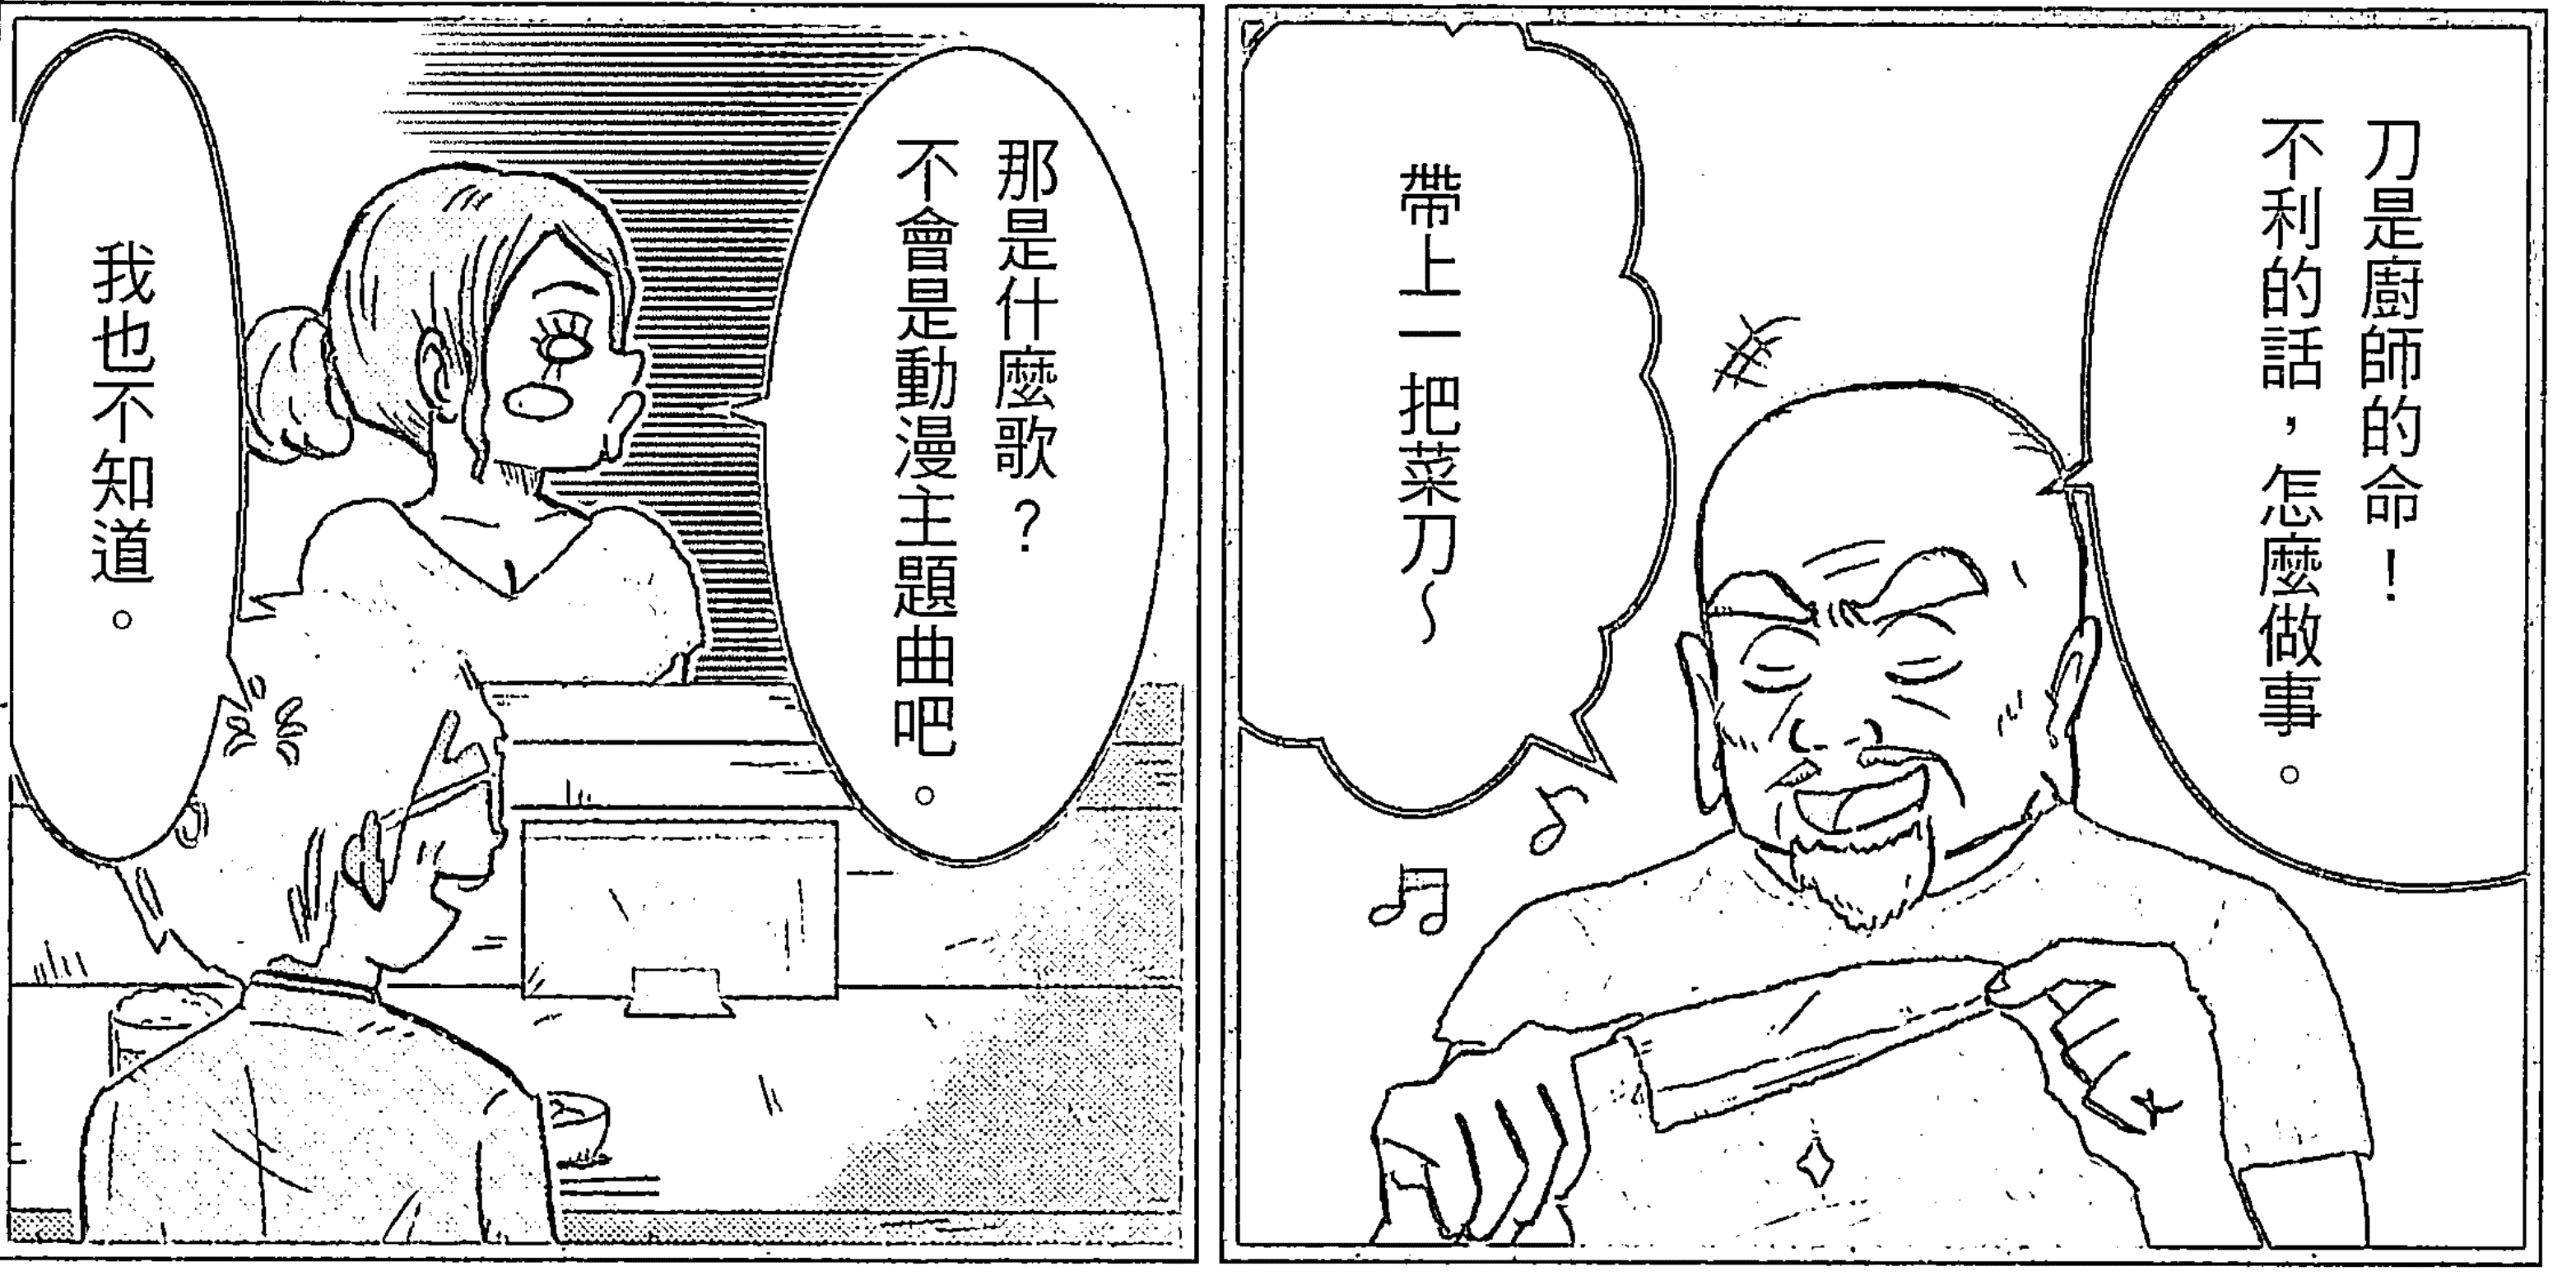 刀是廚師的命！
不利的話，怎麼做事。
帶上一把菜刀～
那是什麼歌？
不會是動漫主題曲吧。
我也不知道。